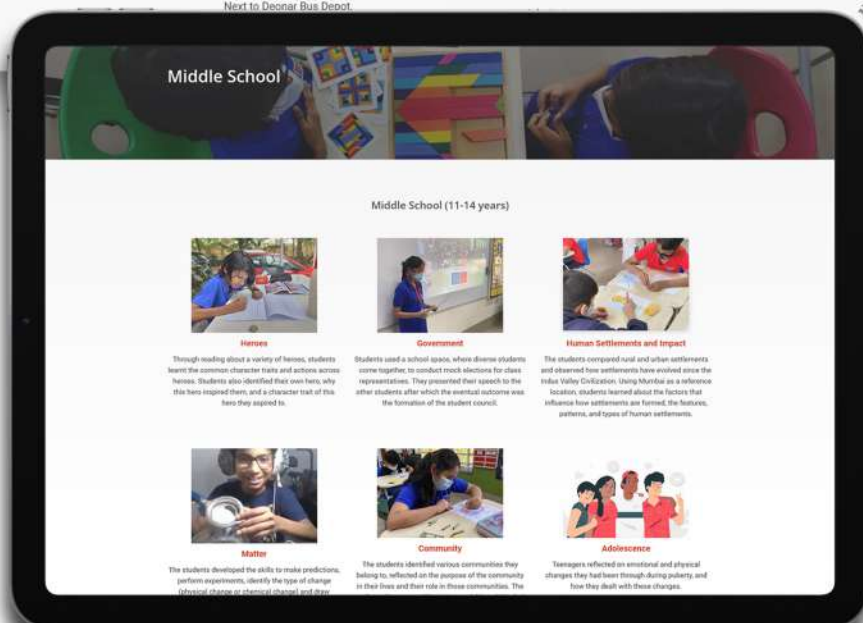 Next to Deonar Bus Depot,
Middle School
Middle School (11-14 years)
Heroes
Through reading about a variety of heroes, students
learnt the common character traits and actions across
heroes. Students also identified their own hero, why
this hero inspired them, and a character trait of this
hero they aspired to.
Government
Students used a school space, where diverse students
come together, to conduct mock elections for class
representatives. They presented their speech to the
other students after which the eventual outcome was
the formation of the student council.
Human Settlements and Impact
The students compared rural and urban settlements
and observed how settlements have evolved since the
Indus Valley Civilization. Using Mumbai as a reference
location, students learned about the factors that
influence how settlements are formed, the features,
patterns, and types of human settlements.
Matter
The students developed the skills to make predictions,
perform experiments, identify the type of change
(physical change or chemical change) and draw
Community
The students identified various communities they
belong to, reflected on the purpose of the community
in their lives and their role in those communities. The
Adolescence
Teenagers reflected on emotional and physical
changes they had been through during puberty, and
how they dealt with these changes.